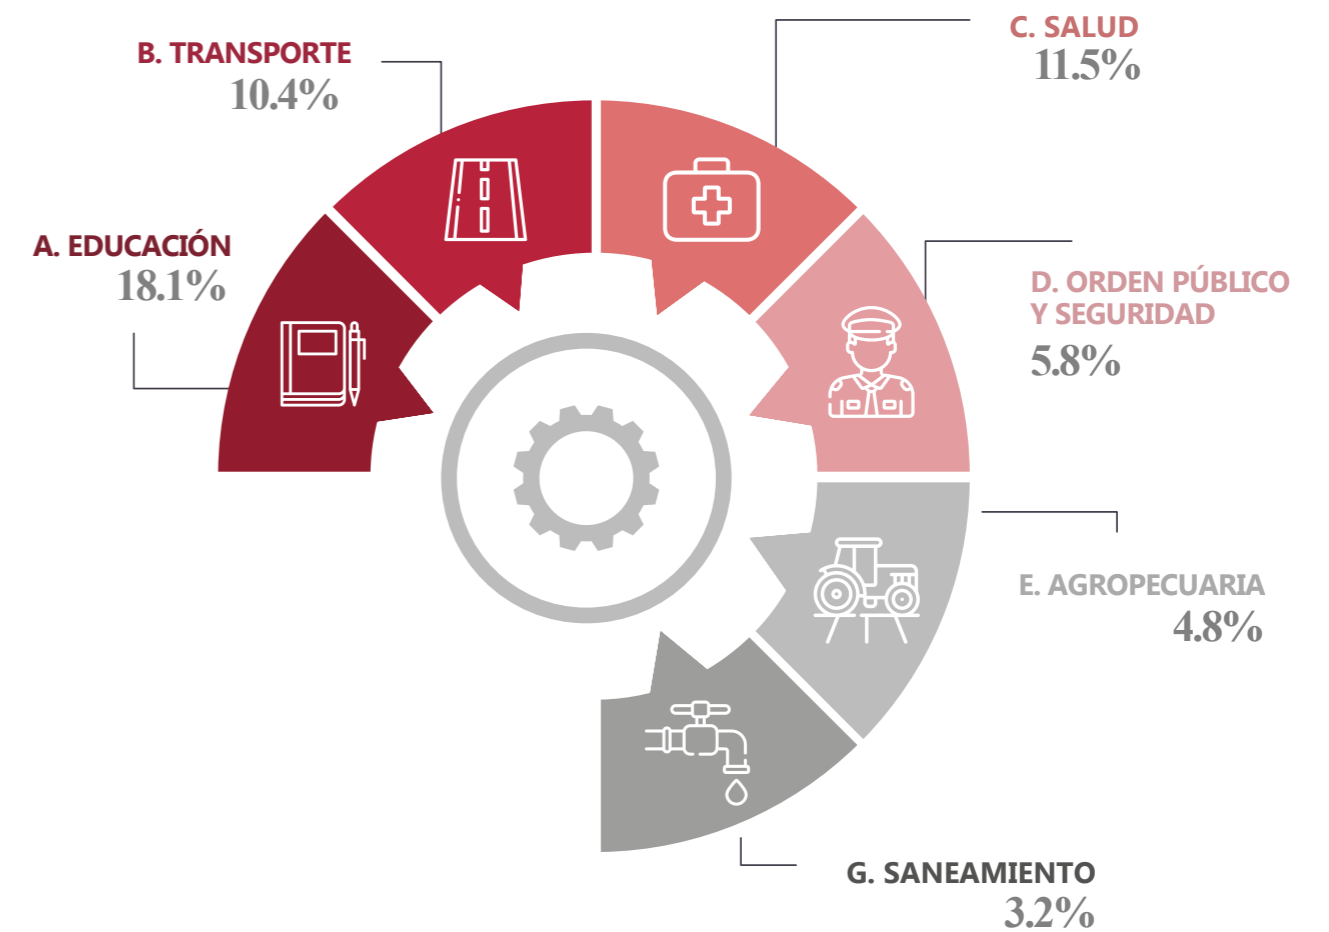 C. SALUD
11.5%
B. TRANSPORTE
10.4%
A. EDUCACIÓN
18.1%
D. ORDEN PÚBLICO
Y SEGURIDAD
5.8%
E. AGROPECUARIA
4.8%
G. SANEAMIENTO
3.2%